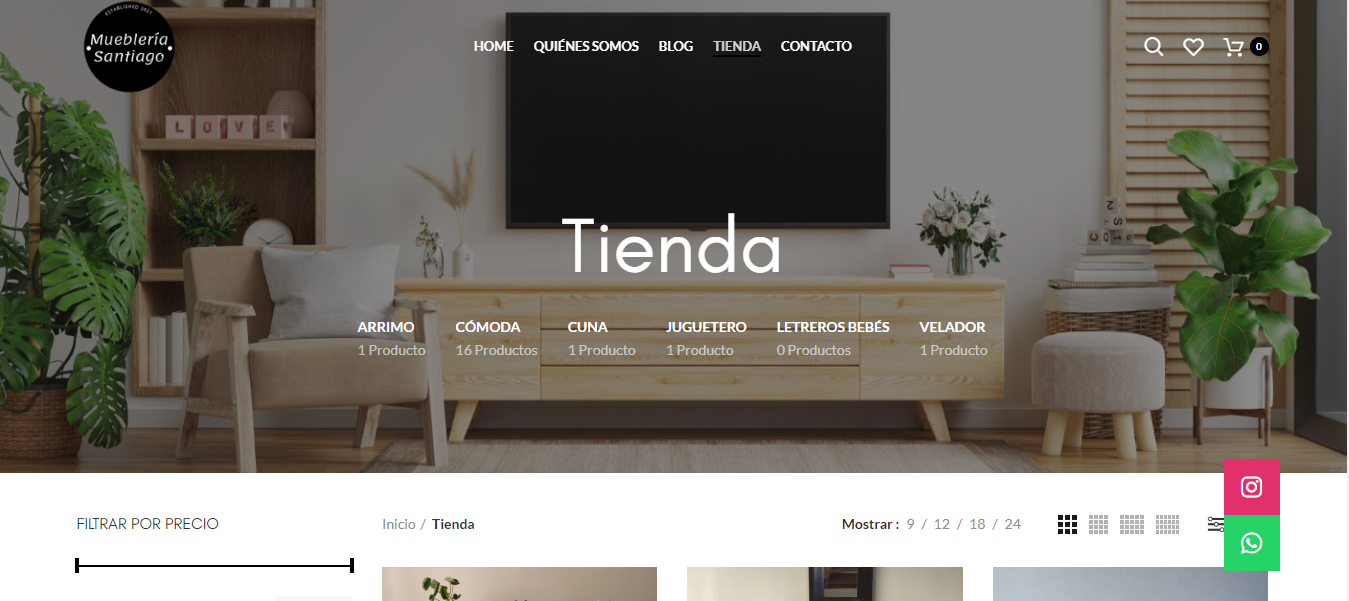 ESTABLISHED 2021
Mueblería
Santiago
HOME QUIÉNES SOMOS BLOG TIENDA CONTACTO
0
LOVE
Tienda
ARRIMO CÓMODA CUNA JUGUETERO LETREROS BEBÉS VELADOR
1 Producto 16 Productos 1 Producto 1 Producto 0 Productos 1 Producto
FILTRAR POR PRECIO
Inicio / Tienda
Mostrar : 9 / 12 / 18 / 24